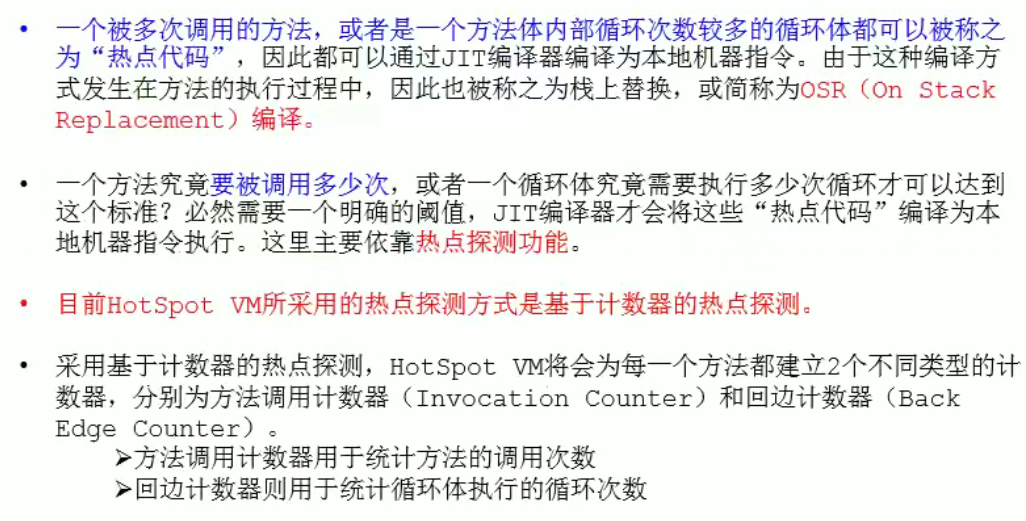 • 一个被多次调用的方法，或者是一个方法体内部循环次数较多的循环体都可以被称之
为“热点代码”，因此都可以通过JIT编译器编译为本地机器指令。由于这种编译方
式发生在方法的执行过程中，因此也被称之为栈上替换，或简称为OSR（On Stack
Replacement）编译。
• 一个方法究竟要被调用多少次，或者一个循环体究竟需要执行多少次循环才可以达到
这个标准？必然需要一个明确的阈值，JIT编译器才会将这些“热点代码”编译为本
地机器指令执行。这里主要依靠热点探测功能。
• 目前HotSpot VM所采用的热点探测方式是基于计数器的热点探测。
• 采用基于计数器的热点探测，HotSpot VM将会为每一个方法都建立2个不同类型的计
数器，分别为方法调用计数器（Invocation Counter）和回边计数器（Back
Edge Counter）。
➢方法调用计数器用于统计方法的调用次数
➢回边计数器则用于统计循环体执行的循环次数